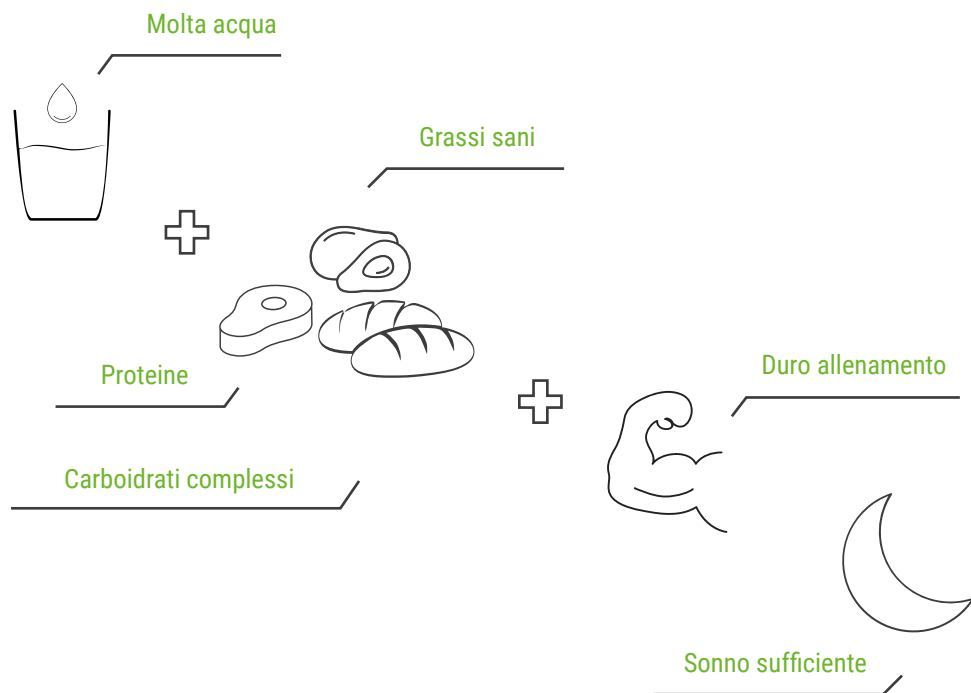 Molta acqua
Grassi sani
Proteine
Duro allenamento
Carboidrati complessi
Sonno sufficiente